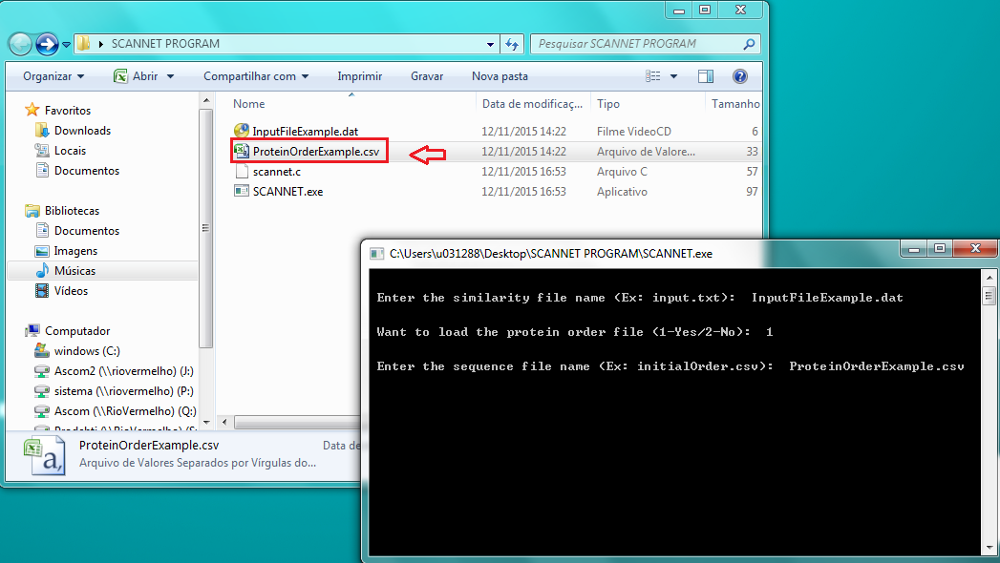 SCANNET PROGRAM
Pesquisar SCANNET PROGRAM
Organizar Abrir Compartilhar com Imprimir Gravar Nova pasta
Favoritos
Downloads
Locais
Documentos
Bibliotecas
Documentos
Imagens
Músicas
Vídeos
Computador
windows (C:)
Ascom2 (\\riovermelho) (J:)
sistema (\\riovermelho) (P:)
Ascom (\\RioVermelho) (Q:)
Nome Data de modificaç... Tipo Tamanho
InputFileExample.dat 12/11/2015 14:22 Filme VideoCD 6
ProteinOrderExample.csv 12/11/2015 14:22 Arquivo de Valore... 33
scannet.c 12/11/2015 16:53 Arquivo C 57
SCANNET.exe 12/11/2015 16:53 Aplicativo 97
ProteinOrderExample.csv Data de
Arquivo de Valores Separados por Vírgulas do...
C:\Users\u031288\Desktop\SCANNET PROGRAM\SCANNET.exe
Enter the similarity file name (Ex: input.txt): InputFileExample.dat
Want to load the protein order file (1-Yes/2-No): 1
Enter the sequence file name (Ex: initialOrder.csv): ProteinOrderExample.csv